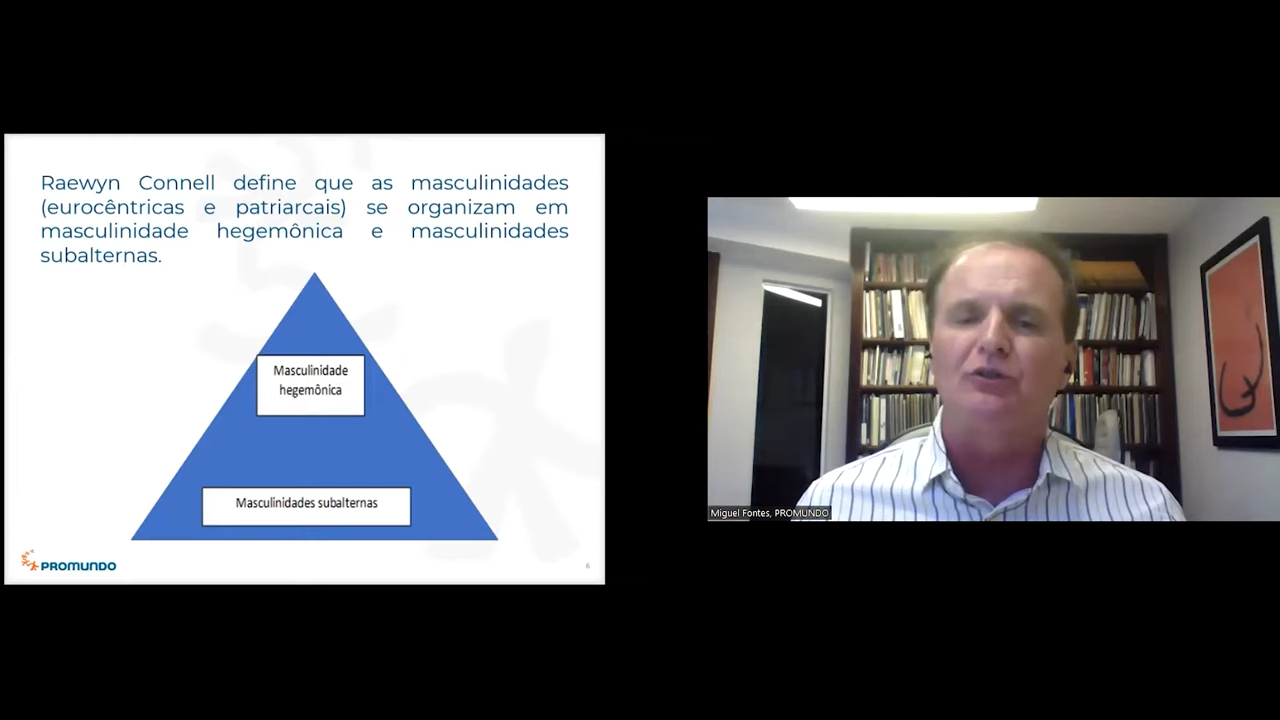 Raewyn Connell define que as masculinidades
(eurocêntricas e patriarcais) se organizam em
masculinidade hegemônica e masculinidades
subalternas.
Masculinidade
hegemônica
Masculinidades subalternas
PROMUNDO
6
Miguel Fontes, PROMUNDO